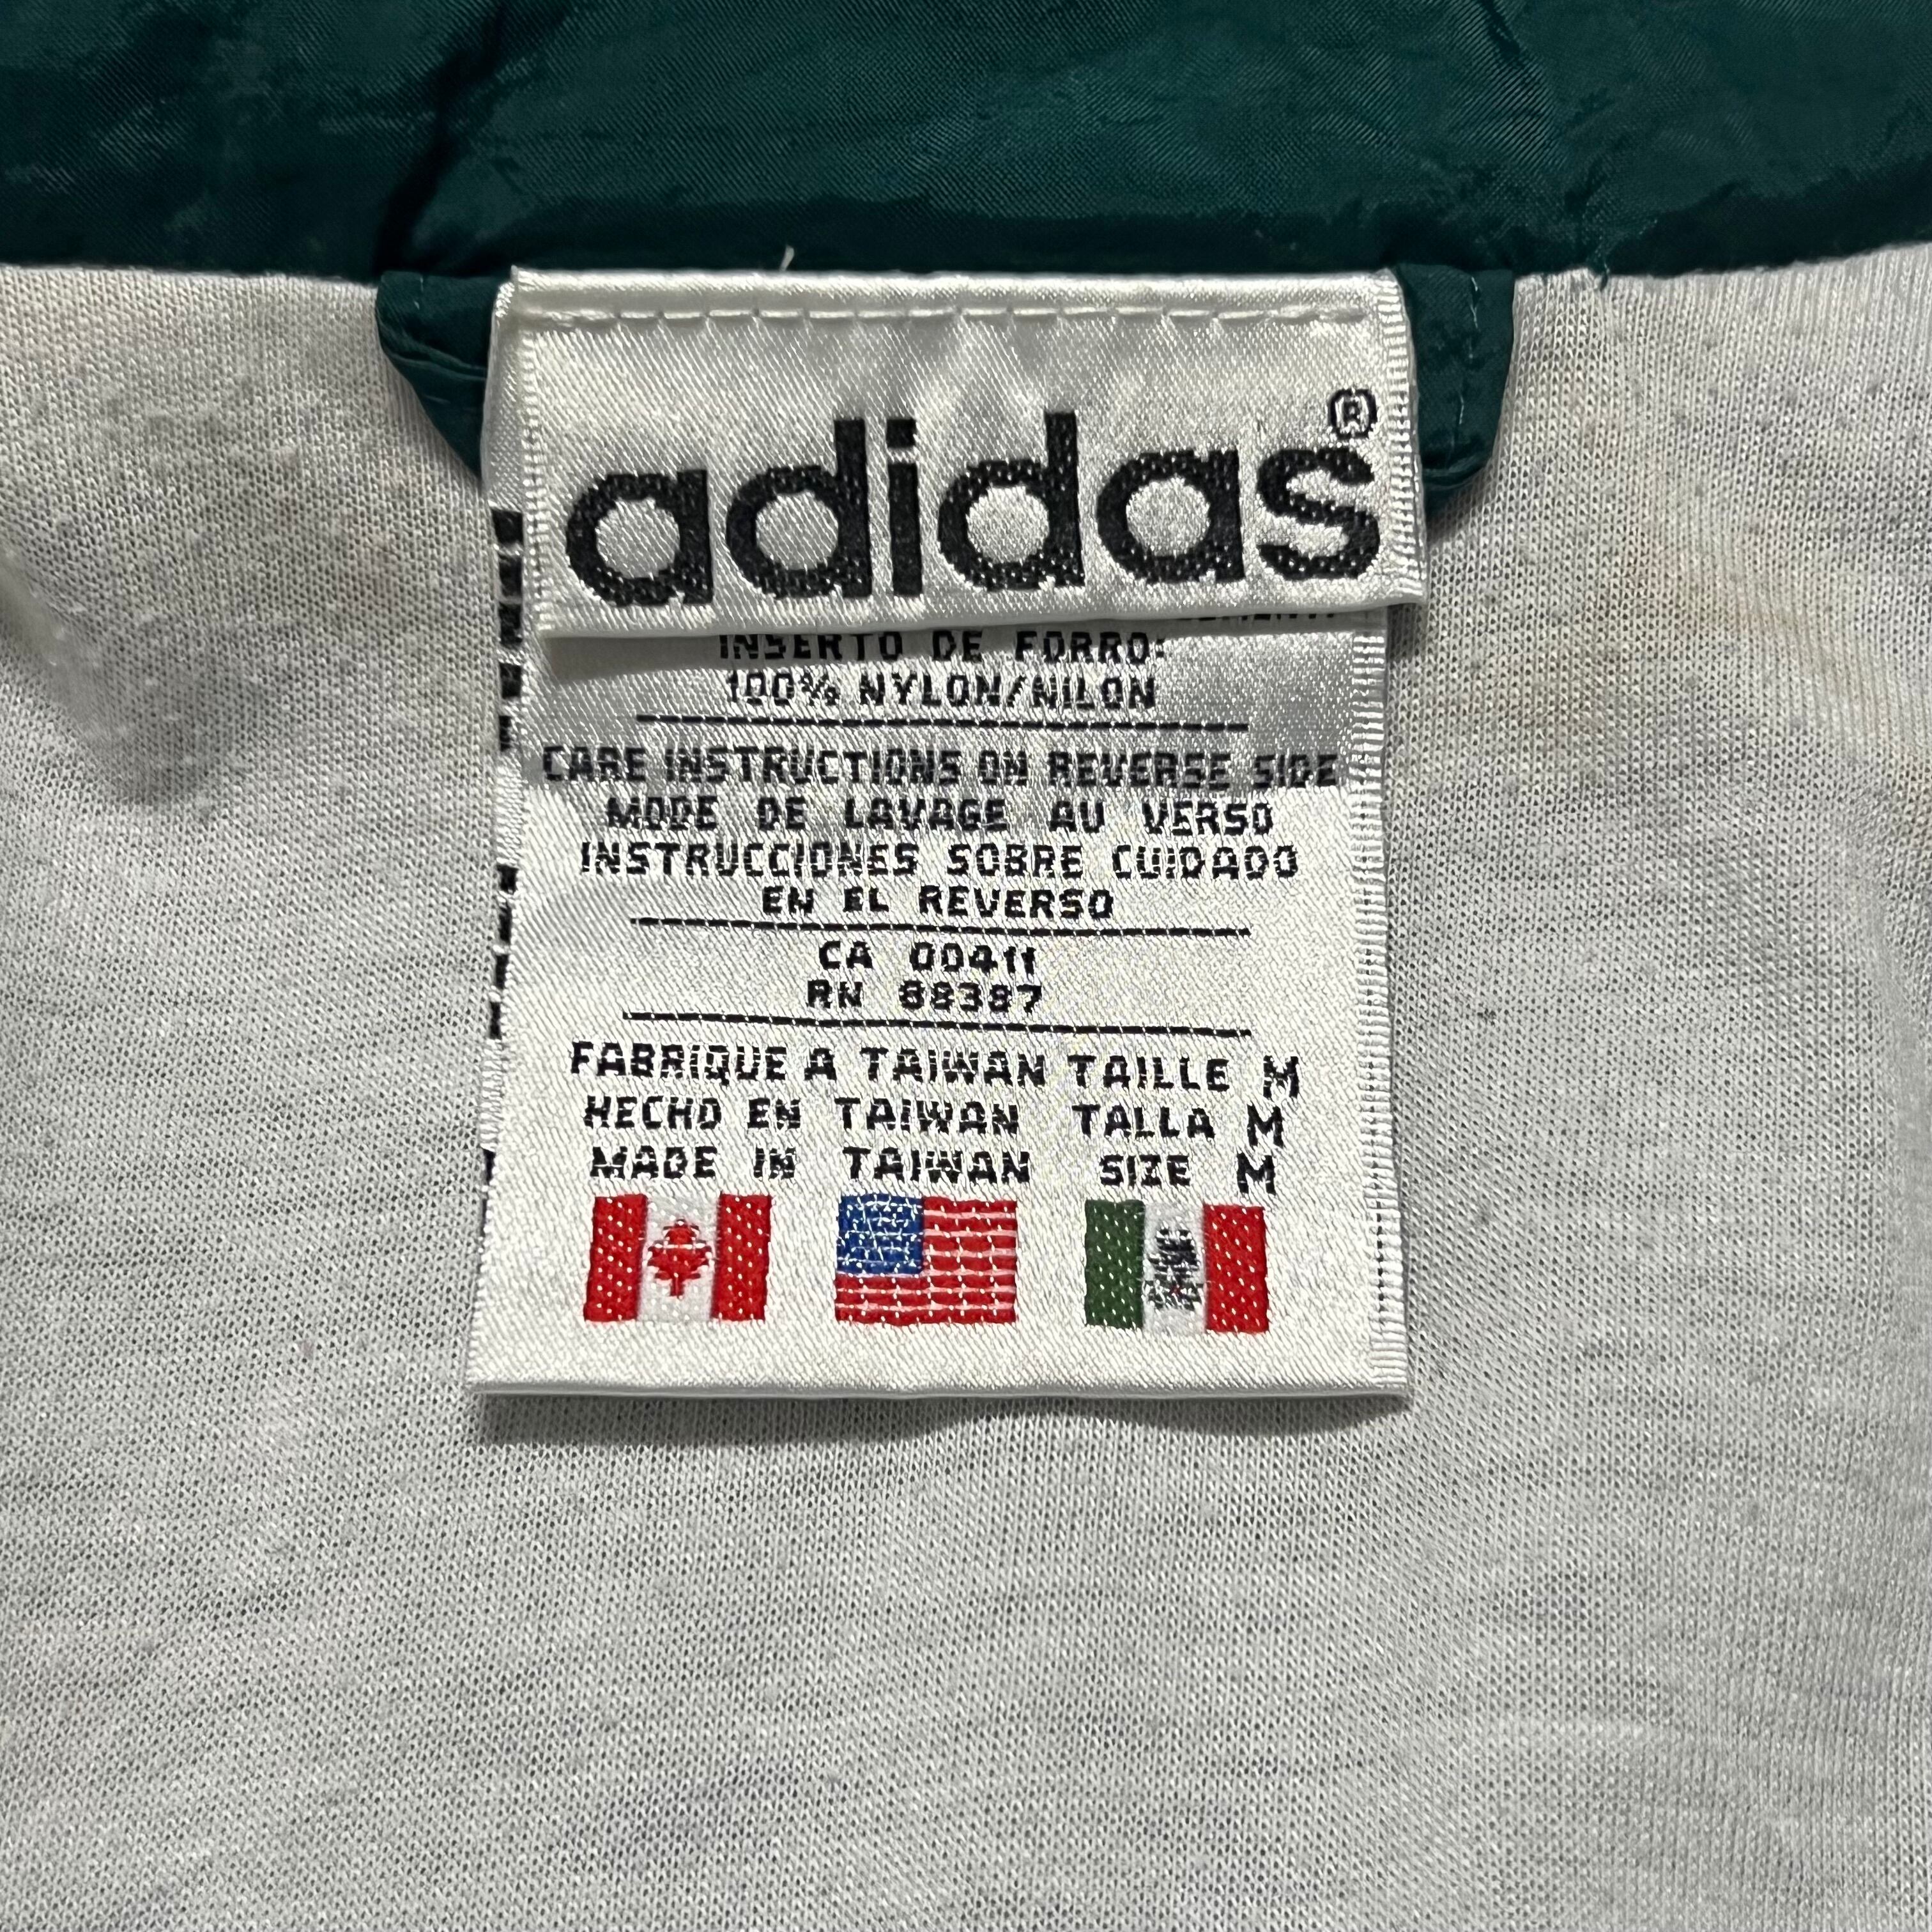 adidas®
INSERTO DE FORRO:
100% NYLON/NILON
CARE INSTRUCTIONS ON REVERSE SIDE
MODE DE LAVAGE AU VERSO
INSTRUCCIONES SOBRE CUIDADO
EN EL REVERSO
CA 00411
RN 68387
FABRIQUE A TAIWAN TAILLE M
HECHO EN TAIWAN TALLA M
MADE IN TAIWAN SIZE M